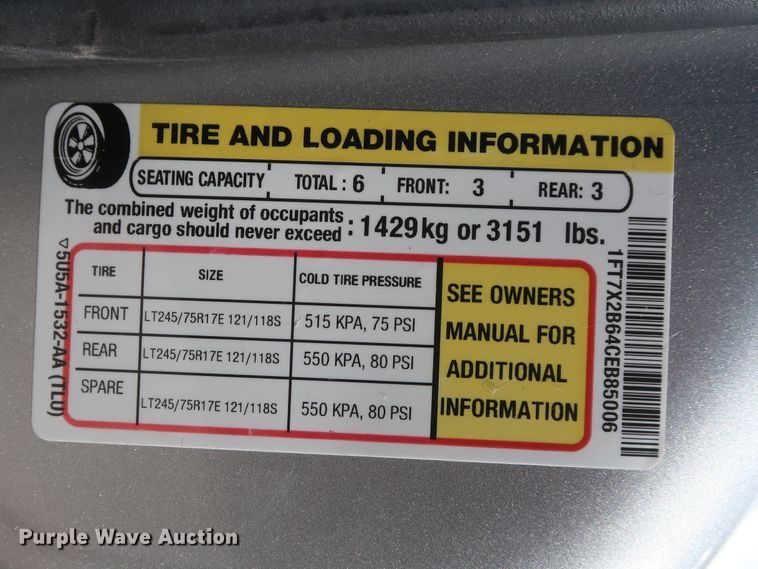 TIRE AND LOADING INFORMATION
SEATING CAPACITY TOTAL : 6 FRONT: 3 REAR: 3
The combined weight of occupants
and cargo should never exceed : 1429kg or 3151 lbs.
TIRE SIZE COLD TIRE PRESSURE
FRONT LT245/75R17E 121/118S 515 KPA, 75 PSI
REAR LT245/75R17E 121/118S 550 KPA, 80 PSI
SPARE LT245/75R17E 121/118S 550 KPA, 80 PSI
SEE OWNERS
MANUAL FOR
ADDITIONAL
INFORMATION
5U5A-1532-AA (TL0)
1FT7X2B64CEB85006
Purple Wave Auction